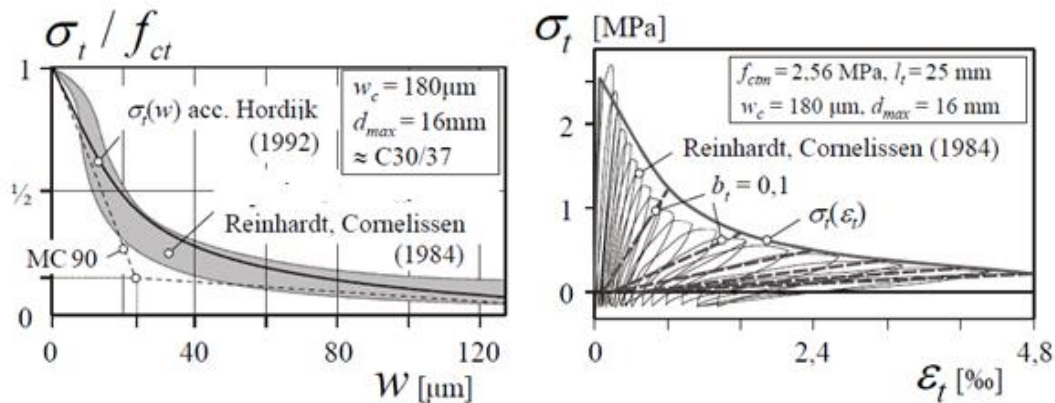 σt / fct
1
½
0
wc = 180μm
dmax = 16mm
≈ C30/37
σt(w) acc. Hordijk
(1992)
Reinhardt, Cornelissen
(1984)
MC 90
0 40 80 120
w [μm]
σt [MPa]
2
1
0
fctm = 2.56 MPa, lt = 25 mm
wc = 180 μm, dmax = 16 mm
Reinhardt, Cornelissen (1984)
bt = 0,1
σt(εt)
0 2,4 4,8
εt [‰]